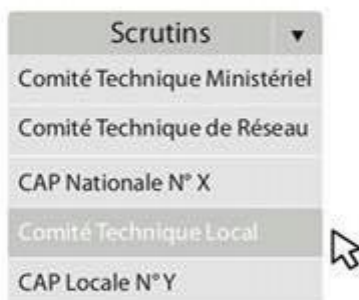 Scrutins
Comité Technique Ministériel
Comité Technique de Réseau
CAP Nationale N° X
Comité Technique Local
CAP Locale N° Y